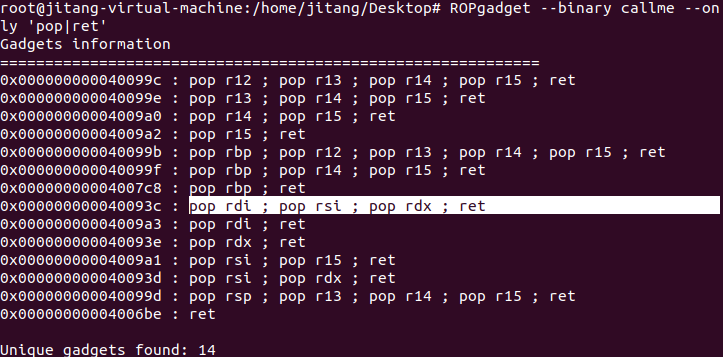 root@jitang-virtual-machine:/home/jitang/Desktop# ROPgadget --binary callme --on
ly 'pop|ret'
Gadgets information
============================================================
0x000000000040099c : pop r12 ; pop r13 ; pop r14 ; pop r15 ; ret
0x000000000040099e : pop r13 ; pop r14 ; pop r15 ; ret
0x00000000004009a0 : pop r14 ; pop r15 ; ret
0x00000000004009a2 : pop r15 ; ret
0x000000000040099b : pop rbp ; pop r12 ; pop r13 ; pop r14 ; pop r15 ; ret
0x000000000040099f : pop rbp ; pop r14 ; pop r15 ; ret
0x00000000004007c8 : pop rbp ; ret
0x000000000040093c : pop rdi ; pop rsi ; pop rdx ; ret
0x00000000004009a3 : pop rdi ; ret
0x000000000040093e : pop rdx ; ret
0x00000000004009a1 : pop rsi ; pop r15 ; ret
0x000000000040093d : pop rsi ; pop rdx ; ret
0x000000000040099d : pop rsp ; pop r13 ; pop r14 ; pop r15 ; ret
0x00000000004006be : ret
Unique gadgets found: 14